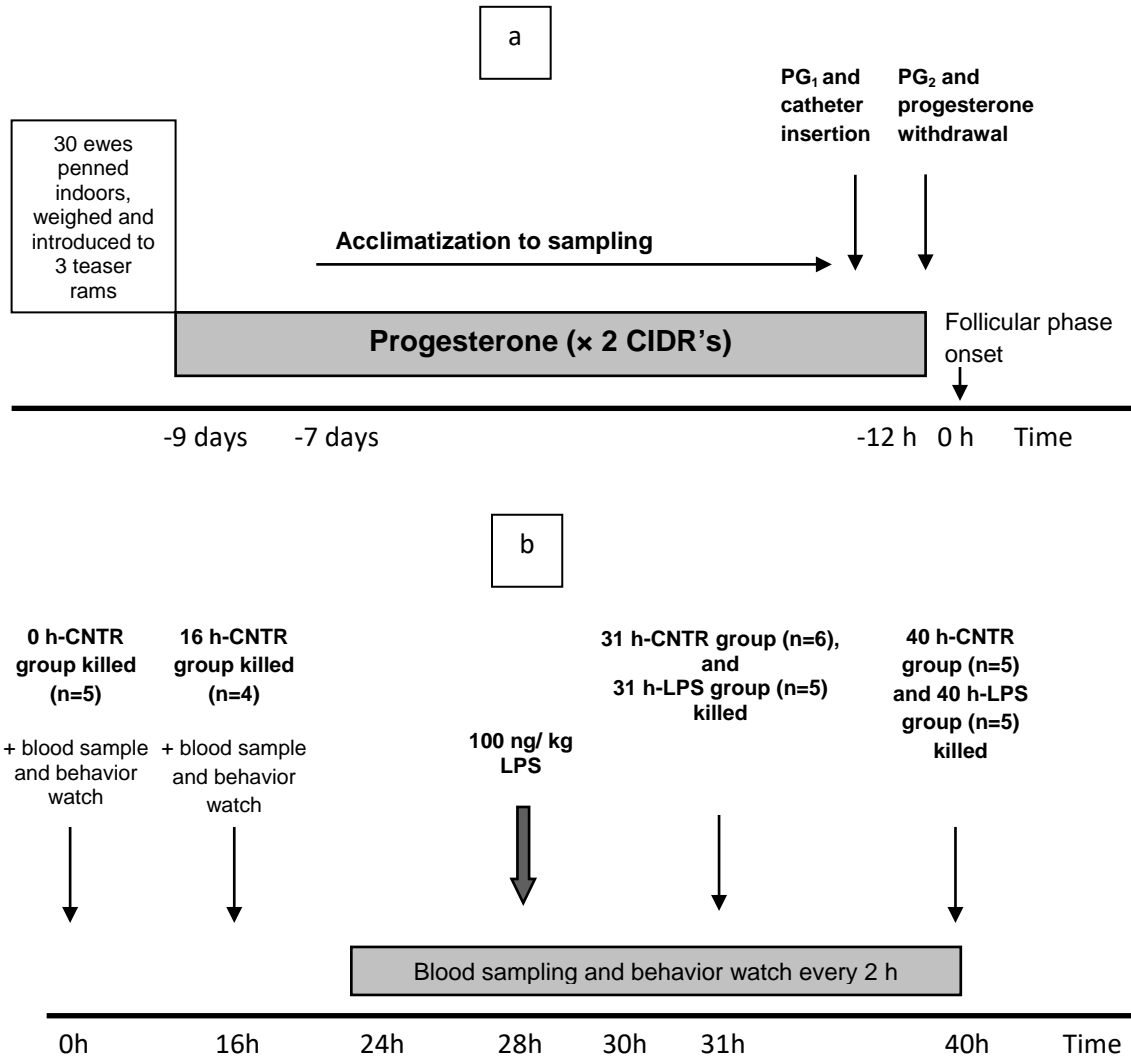 a
PG₁ and
catheter
insertion
PG₂ and
progesterone
withdrawal
30 ewes
penned
indoors,
weighed and
introduced to
3 teaser
rams
Acclimatization to sampling
Progesterone (× 2 CIDR's)
Follicular phase
onset
-9 days
-7 days
-12 h
0 h
Time
b
0 h-CNTR
group killed
(n=5)
+ blood sample
and behavior
watch
16 h-CNTR
group killed
(n=4)
+ blood sample
and behavior
watch
100 ng/ kg
LPS
31 h-CNTR group (n=6),
and
31 h-LPS group (n=5)
killed
40 h-CNTR
group (n=5)
and 40 h-LPS
group (n=5)
killed
Blood sampling and behavior watch every 2 h
0h
16h
24h
28h
30h
31h
40h
Time